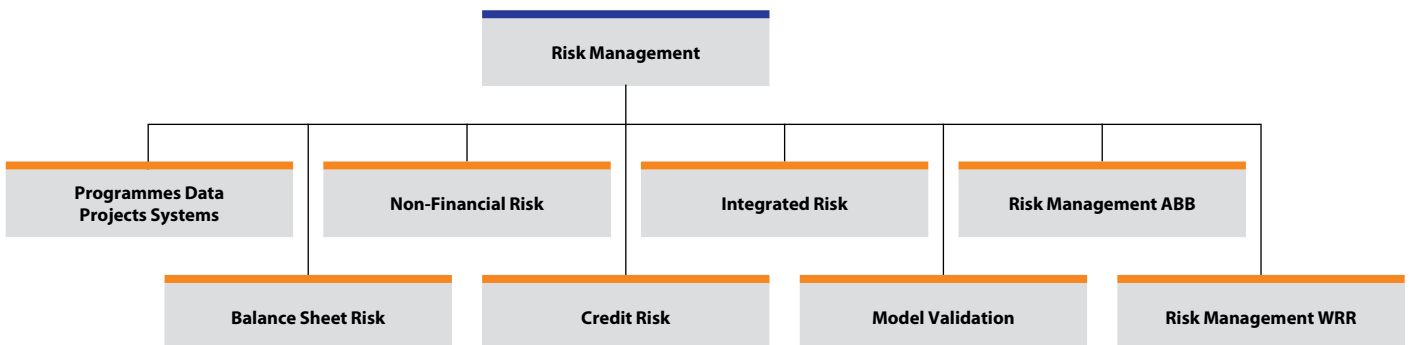 Risk Management
Programmes Data
Projects Systems
Non-Financial Risk
Integrated Risk
Risk Management ABB
Balance Sheet Risk
Credit Risk
Model Validation
Risk Management WRR